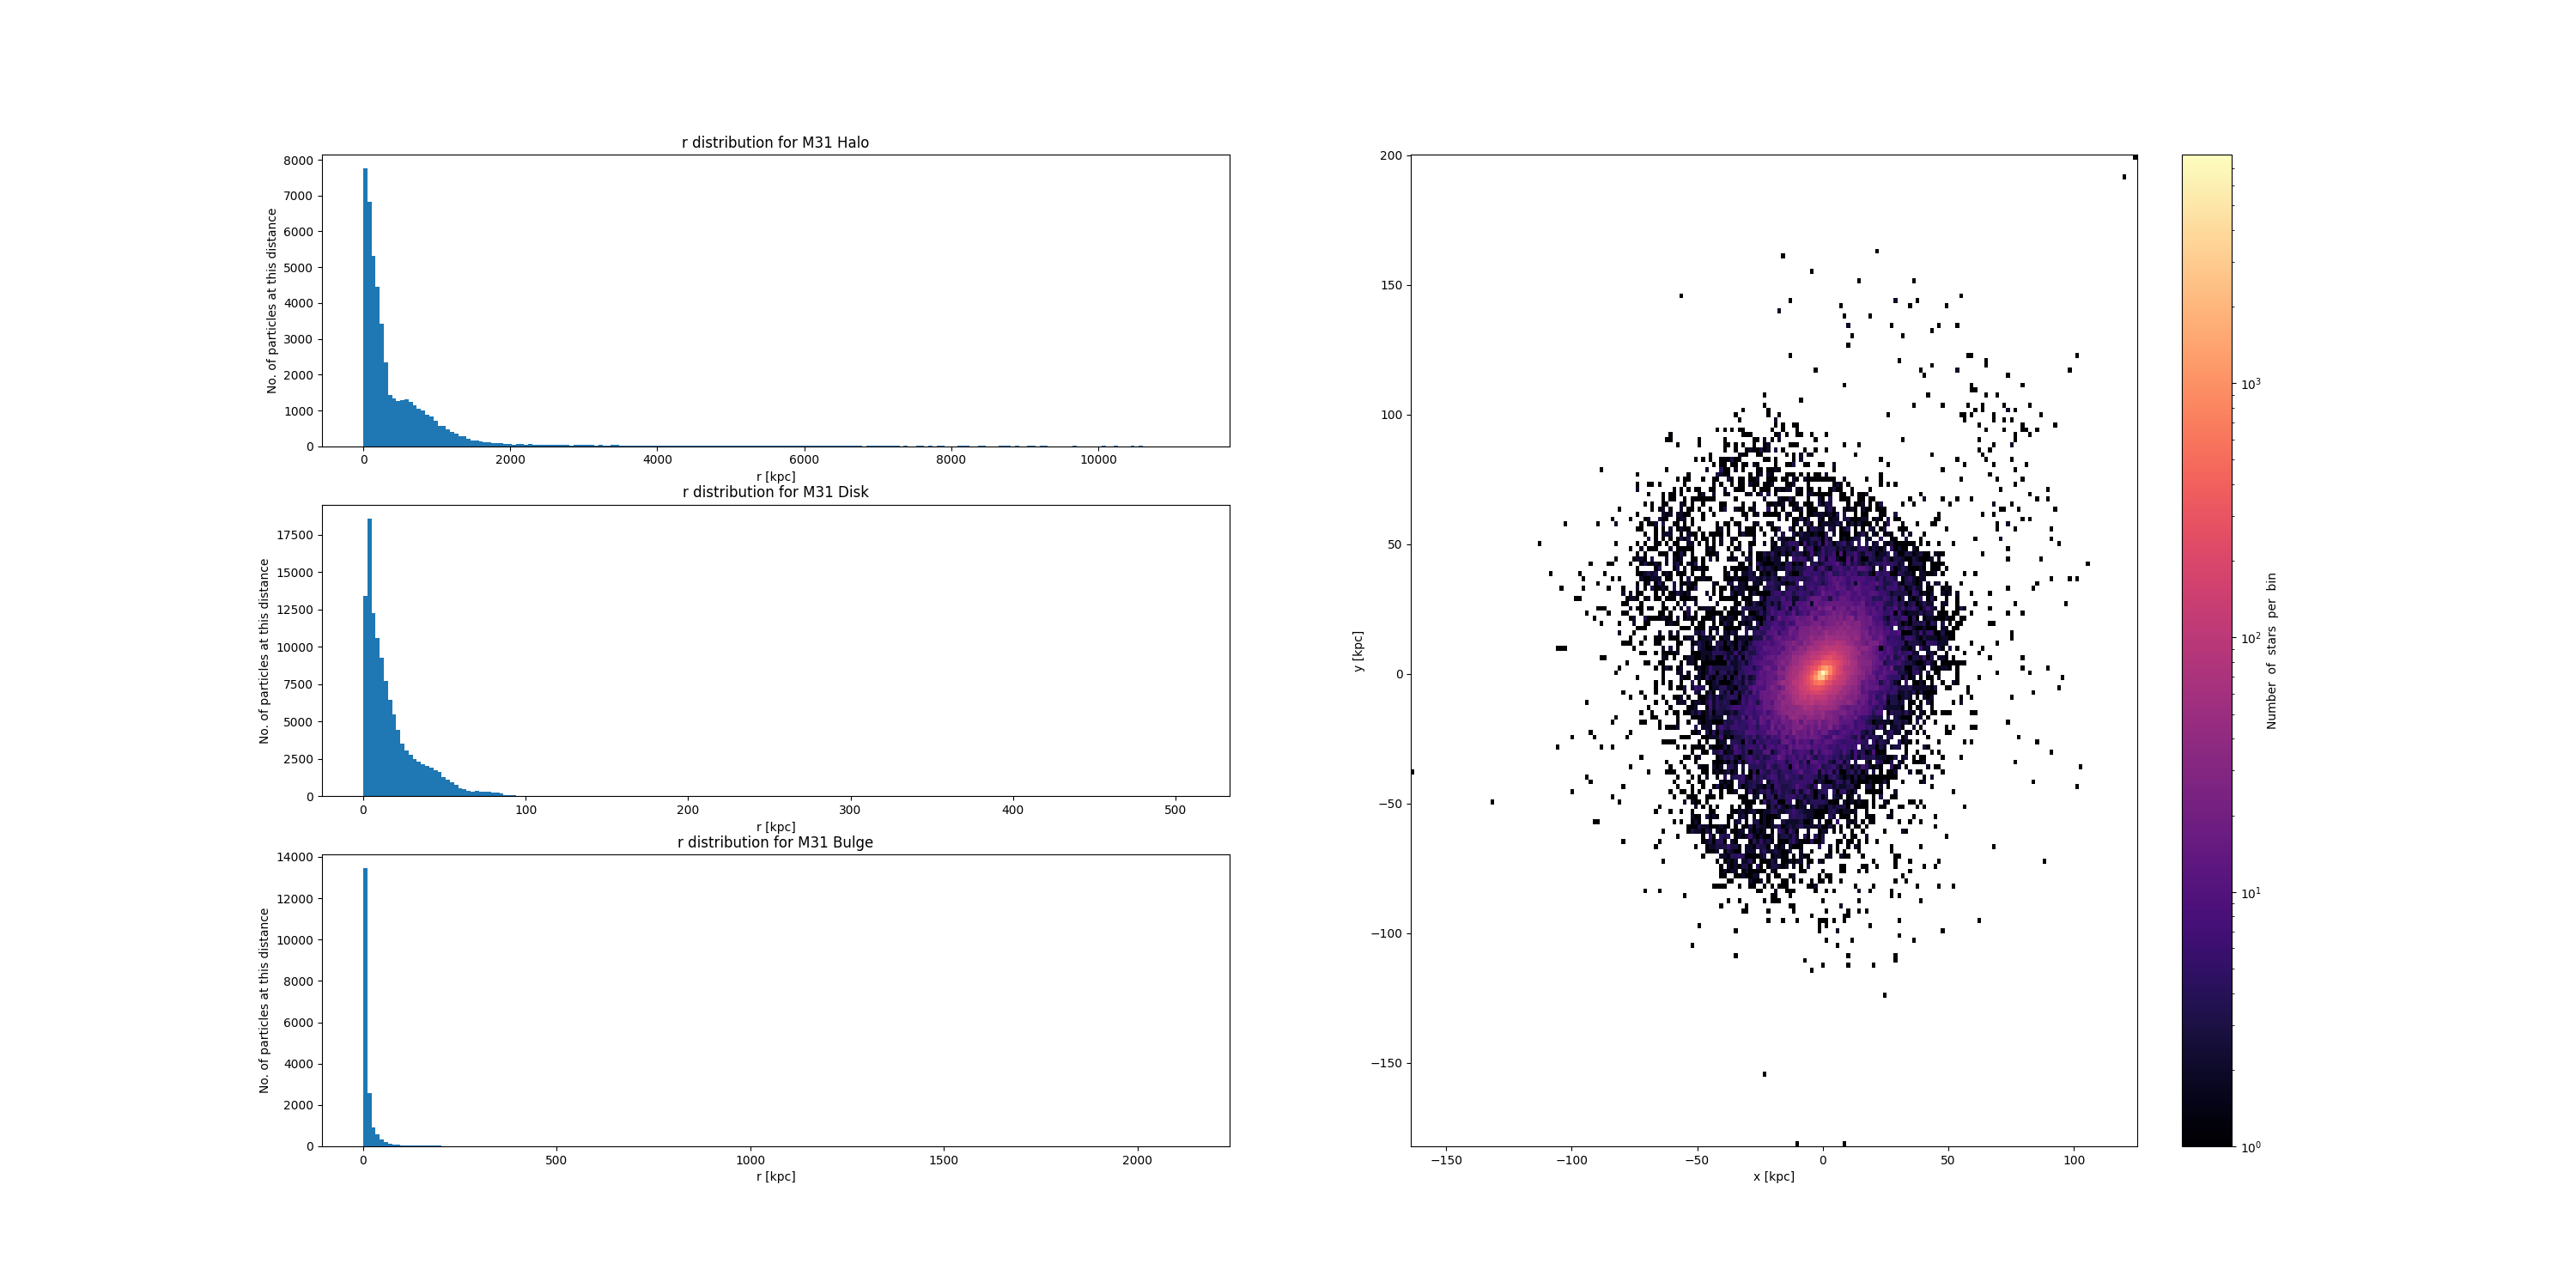 r distribution for M31 Halo
No. of particles at this distance
8000
7000
6000
5000
4000
3000
2000
1000
0
0 2000 4000 6000 8000 10000
r [kpc]
r distribution for M31 Disk
No. of particles at this distance
17500
15000
12500
10000
7500
5000
2500
0
0 100 200 300 400 500
r [kpc]
r distribution for M31 Bulge
No. of particles at this distance
14000
12000
10000
8000
6000
4000
2000
0
0 500 1000 1500 2000
r [kpc]
y [kpc]
200
150
100
50
0
−50
−100
−150
−150 −100 −50 0 50 100
x [kpc]
10³
10²
10¹
10⁰
Number of stars per bin